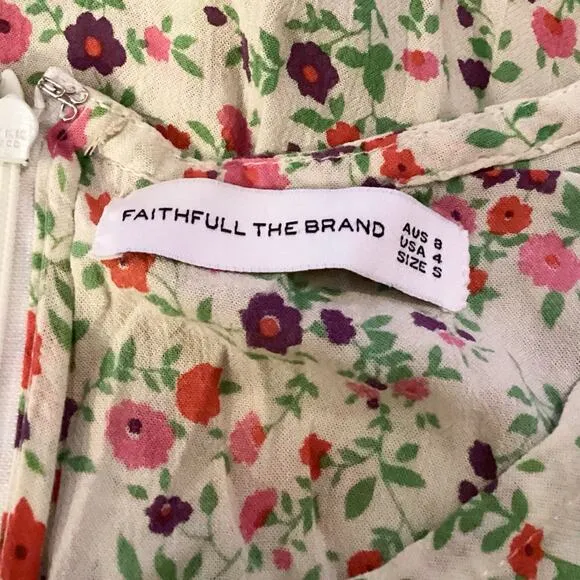 FAITHFULL THE BRAND
AUS 8
USA 4
SIZE S